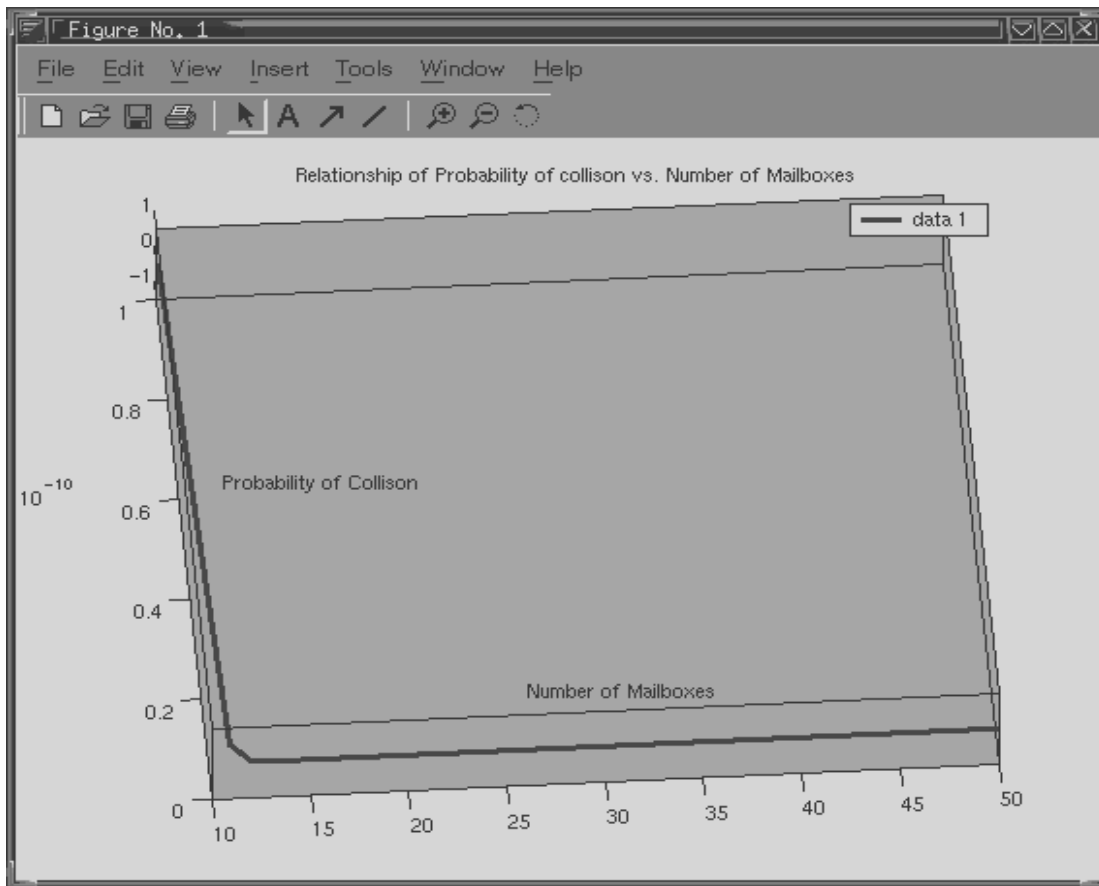 Figure No. 1
File Edit View Insert Tools Window Help
A
Relationship of Probability of collison vs. Number of Mailboxes
data 1
1
0
-1
1
0.8
Probability of Collison
10^-10
0.6
0.4
Number of Mailboxes
0.2
0
10 15 20 25 30 35 40 45 50